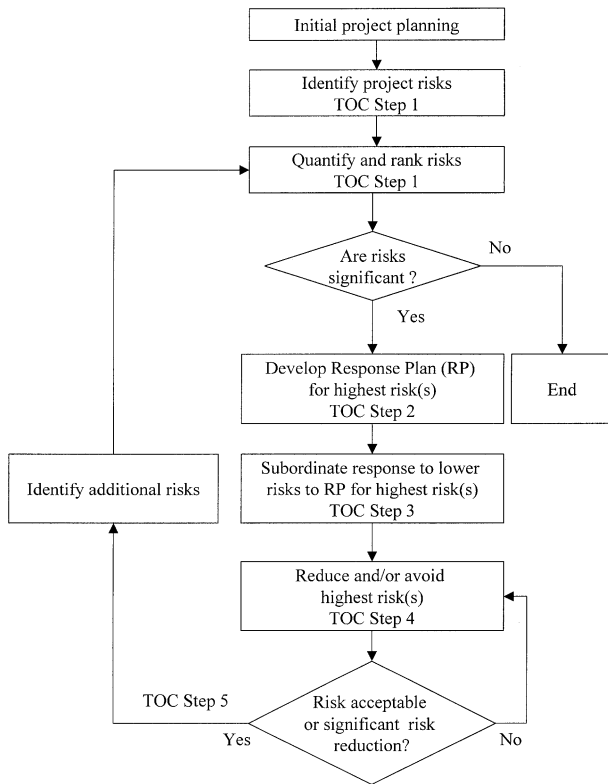 Initial project planning
Identify project risks
TOC Step 1
Quantify and rank risks
TOC Step 1
Are risks
significant ?
No
Yes
Develop Response Plan (RP)
for highest risk(s)
TOC Step 2
End
Subordinate response to lower
risks to RP for highest risk(s)
TOC Step 3
Identify additional risks
Reduce and/or avoid
highest risk(s)
TOC Step 4
TOC Step 5
Yes
Risk acceptable
or significant risk
reduction?
No